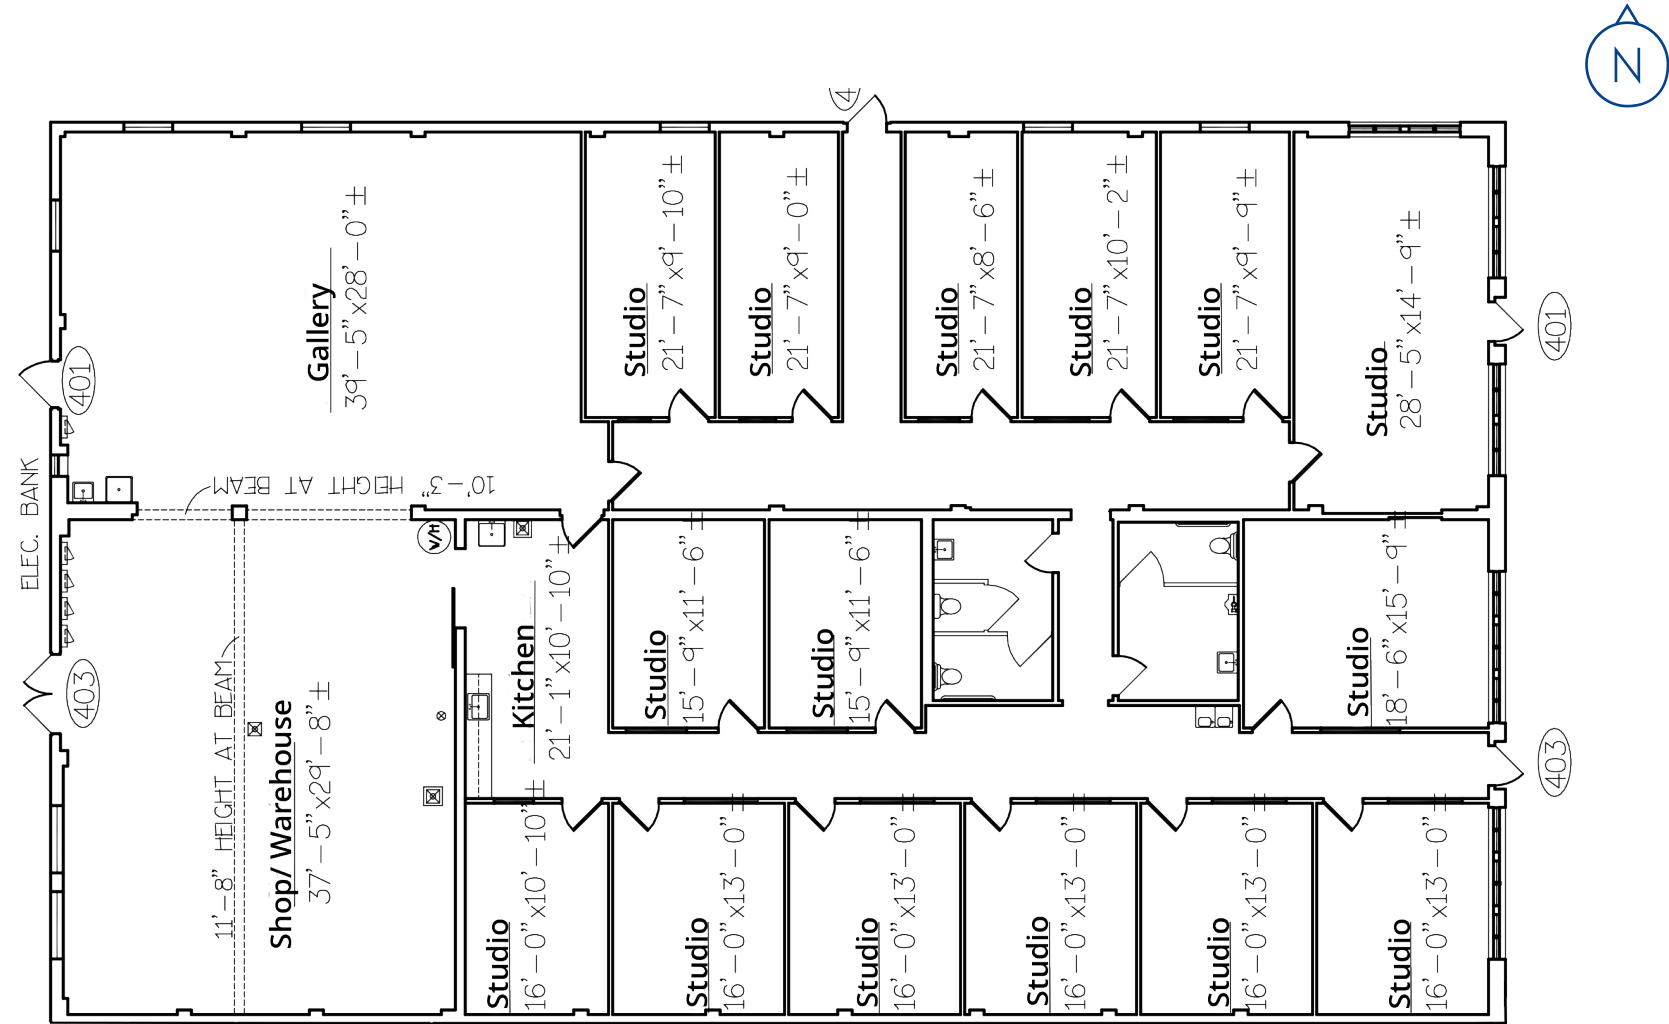 N
4
ELEC. BANK
401
403
Gallery
39'-5"x28'-0"±
10'-3" HEIGHT AT BEAM
Studio
21'-7"x9'-10"±
Studio
21'-7"x9'-0"±
Studio
21'-7"x8'-6"±
Studio
21'-7"x10'-2"±
Studio
21'-7"x9'-9"±
Studio
28'-5"x14'-9"±
401
W/H
11'-8" HEIGHT AT BEAM
Shop/ Warehouse
37'-5"x29'-8"±
Kitchen
21'-1"x10'-10"±
Studio
15'-9"x11'-6"±
Studio
15'-9"x11'-6"±
Studio
18'-6"x15'-9"±
403
Studio
16'-0"x10'-10"±
Studio
16'-0"x13'-0"±
Studio
16'-0"x13'-0"±
Studio
16'-0"x13'-0"±
Studio
16'-0"x13'-0"±
Studio
16'-0"x13'-0"±